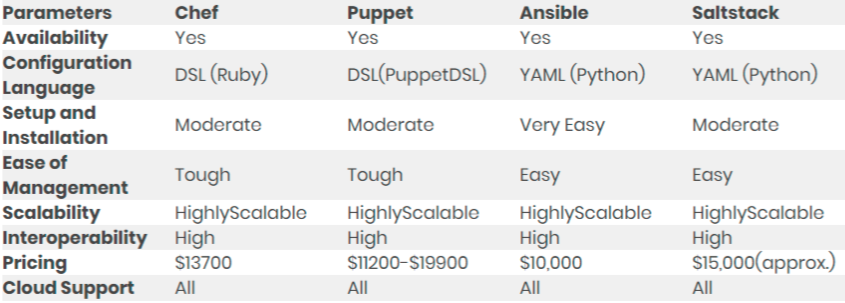 Parameters Chef Puppet Ansible Saltstack
Availability Yes Yes Yes Yes
Configuration
Language DSL (Ruby) DSL(PuppetDSL) YAML (Python) YAML (Python)
Setup and
Installation Moderate Moderate Very Easy Moderate
Ease of
Management Tough Tough Easy Easy
Scalability HighlyScalable HighlyScalable HighlyScalable HighlyScalable
Interoperability High High High High
Pricing $13700 $11200-$19900 $10,000 $15,000(approx.)
Cloud Support All All All All